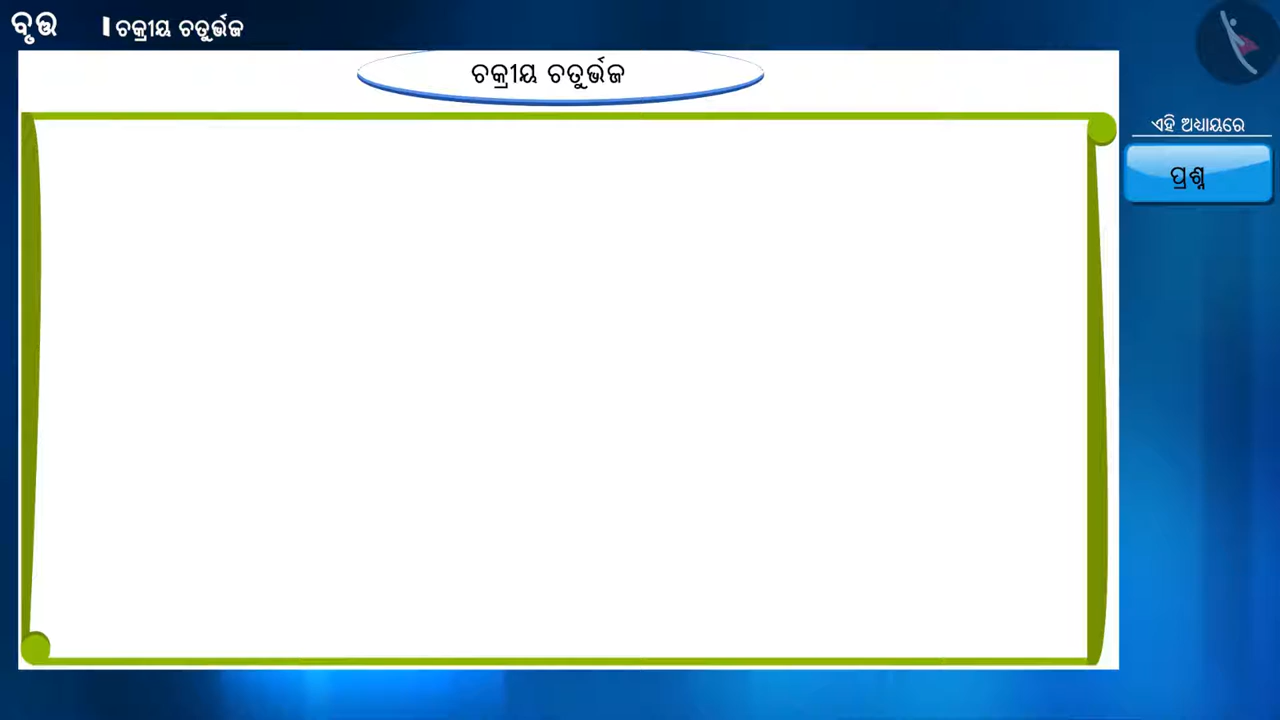 ବୃତ୍ତ
ଚକ୍ରୀୟ ଚତୁର୍ଭୁଜ
ଚକ୍ରୀୟ ଚତୁର୍ଭୁଜ
ଏହି ଅଧ୍ୟାୟରେ
ପ୍ରଶ୍ନ